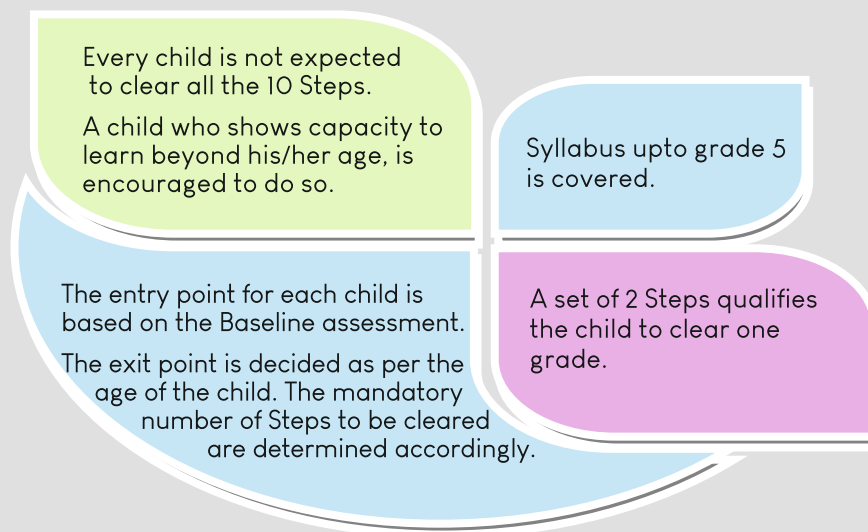 Every child is not expected
to clear all the 10 Steps.
A child who shows capacity to
learn beyond his/her age, is
encouraged to do so.
Syllabus upto grade 5
is covered.
The entry point for each child is
based on the Baseline assessment.
The exit point is decided as per the
age of the child. The mandatory
number of Steps to be cleared
are determined accordingly.
A set of 2 Steps qualifies
the child to clear one
grade.